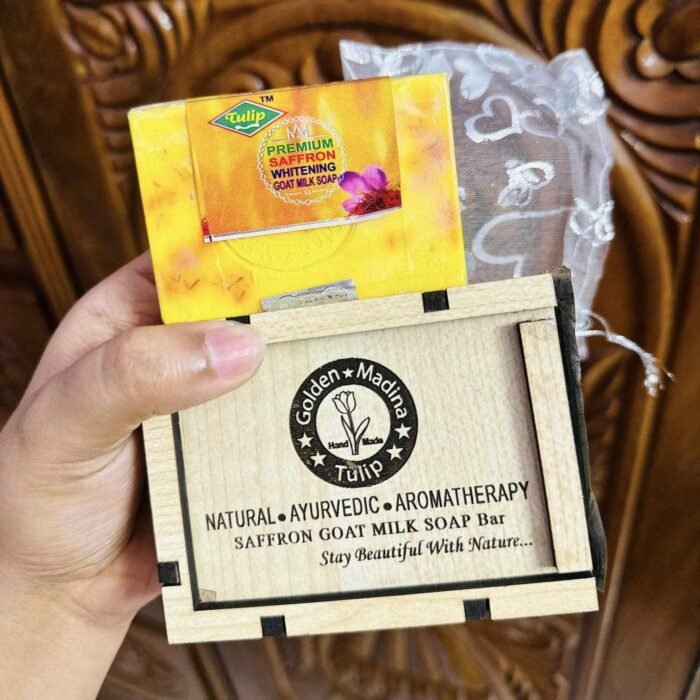 TM
Tulip
PREMIUM
SAFFRON
WHITENING
GOAT MILK SOAP
Golden ★ Madina
Hand Made
Tulip
NATURAL • AYURVEDIC • AROMATHERAPY
SAFFRON GOAT MILK SOAP Bar
Stay Beautiful With Nature...